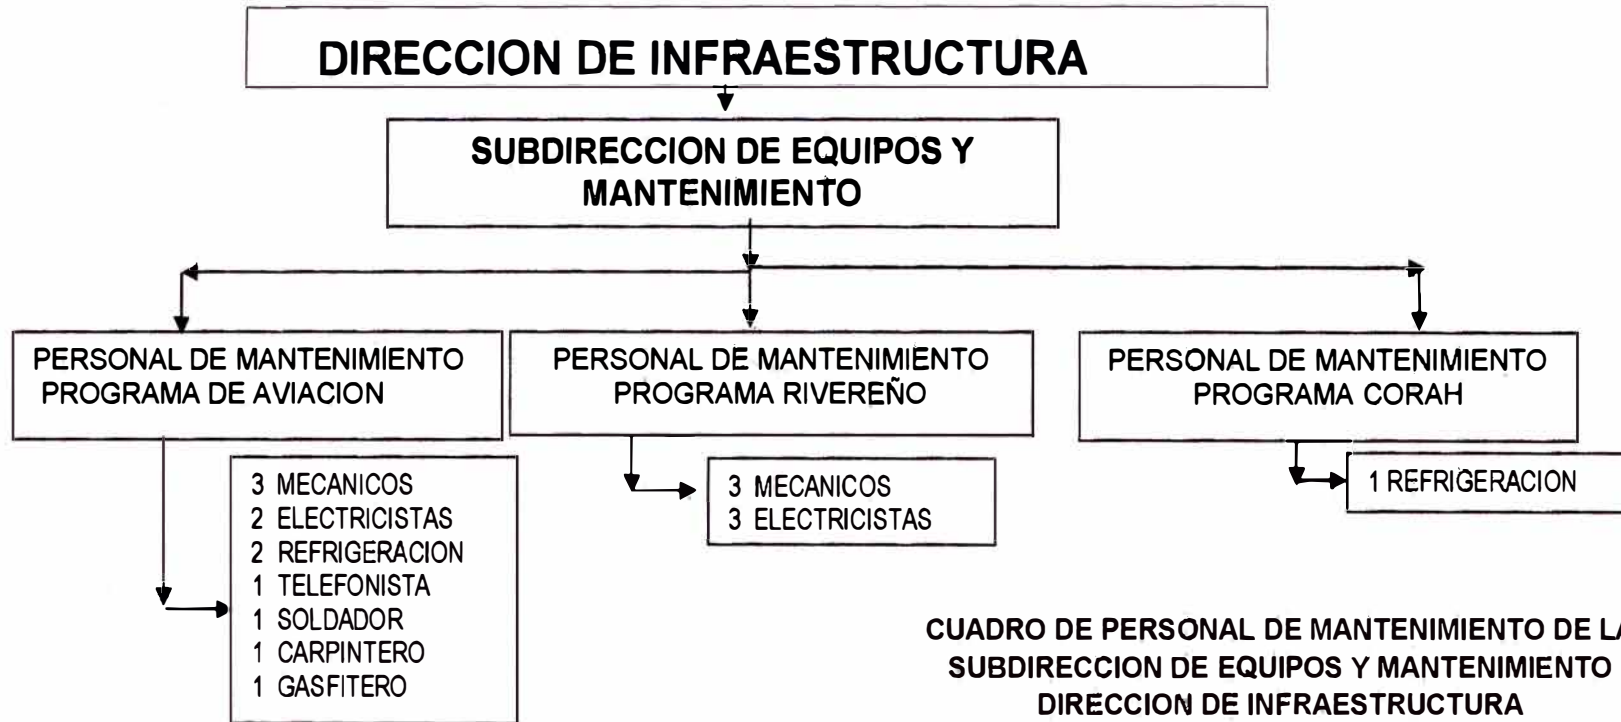 DIRECCION DE INFRAESTRUCTURA
SUBDIRECCION DE EQUIPOS Y
MANTENIMIENTO
PERSONAL DE MANTENIMIENTO
PROGRAMA DE AVIACION
PERSONAL DE MANTENIMIENTO
PROGRAMA RIVEREÑO
PERSONAL DE MANTENIMIENTO
PROGRAMA CORAH
3 MECANICOS
2 ELECTRICISTAS
2 REFRIGERACION
1 TELEFONISTA
1 SOLDADOR
1 CARPINTERO
1 GASFITERO
3 MECANICOS
3 ELECTRICISTAS
1 REFRIGERACION
CUADRO DE PERSONAL DE MANTENIMIENTO DE LA
SUBDIRECCION DE EQUIPOS Y MANTENIMIENTO
DIRECCION DE INFRAESTRUCTURA